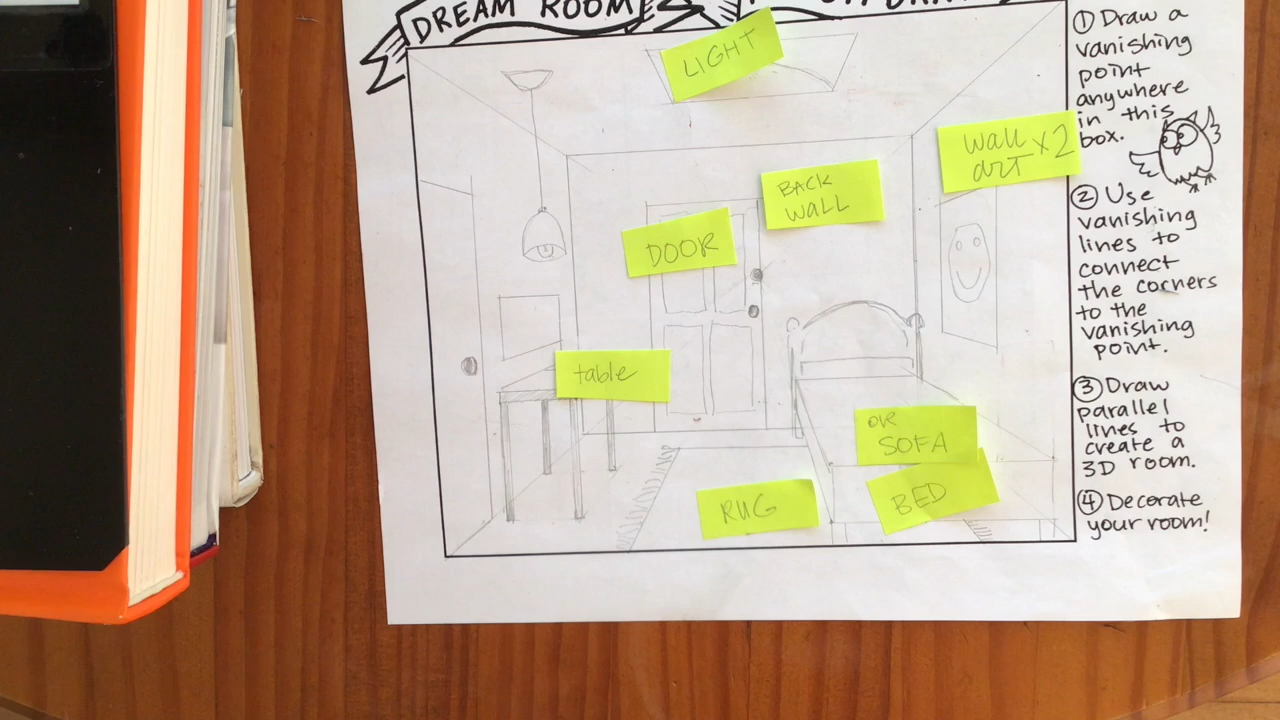 DREAM ROOM
① Draw a
vanishing
point
anywhere
in this
box.
② Use
vanishing
lines to
connect
the corners
to the
vanishing
point.
③ Draw
parallel
lines to
create a
3D room.
④ Decorate
your room!
LIGHT
wall
art x2
BACK
WALL
DOOR
table
OR
SOFA
BED
RUG